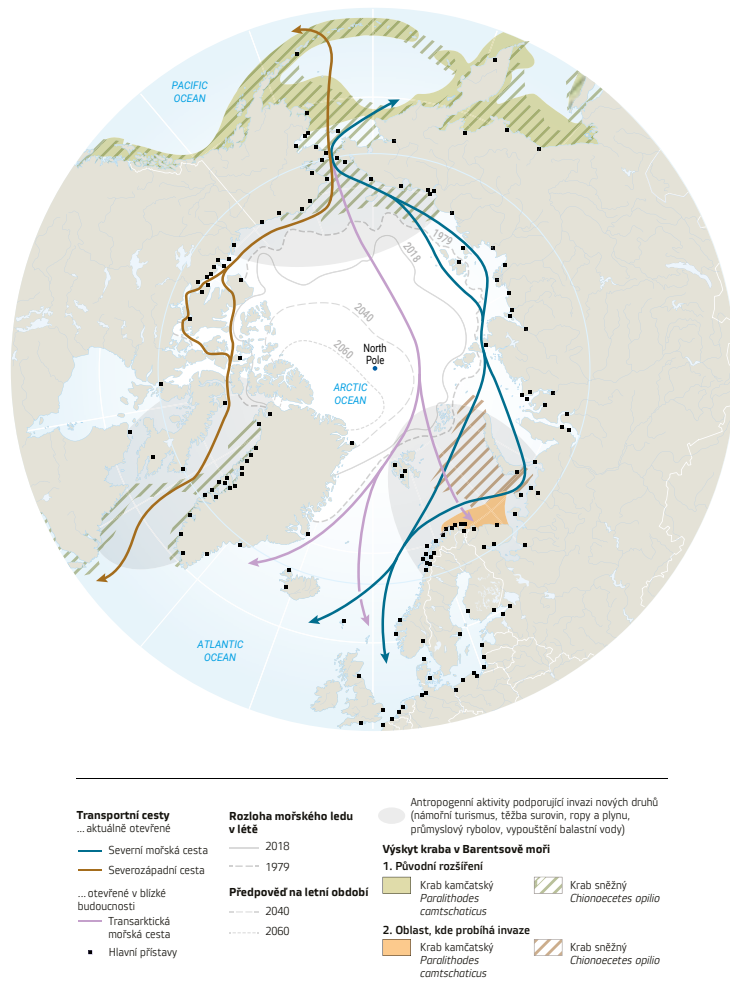 PACIFIC
OCEAN
1979
2018
2040
2060
North
Pole
ARCTIC
OCEAN
ATLANTIC
OCEAN
Transportní cesty
...aktuálně otevřené
Severní mořská cesta
Severozápadní cesta
...otevřené v blízké
budoucnosti
Transarktická
mořská cesta
Hlavní přístavy
Rozloha mořského ledu
v létě
2018
1979
Předpověď na letní období
2040
2060
Antropogenní aktivity podporující invazi nových druhů
(námořní turismus, těžba surovin, ropy a plynu,
průmyslový rybolov, vypouštění balastní vody)
Výskyt kraba v Barentsově moři
1. Původní rozšíření
Krab kamčatský
Paralithodes
camtschaticus
Krab sněžný
Chionoecetes opilio
2. Oblast, kde probíhá invaze
Krab kamčatský
Paralithodes
camtschaticus
Krab sněžný
Chionoecetes opilio